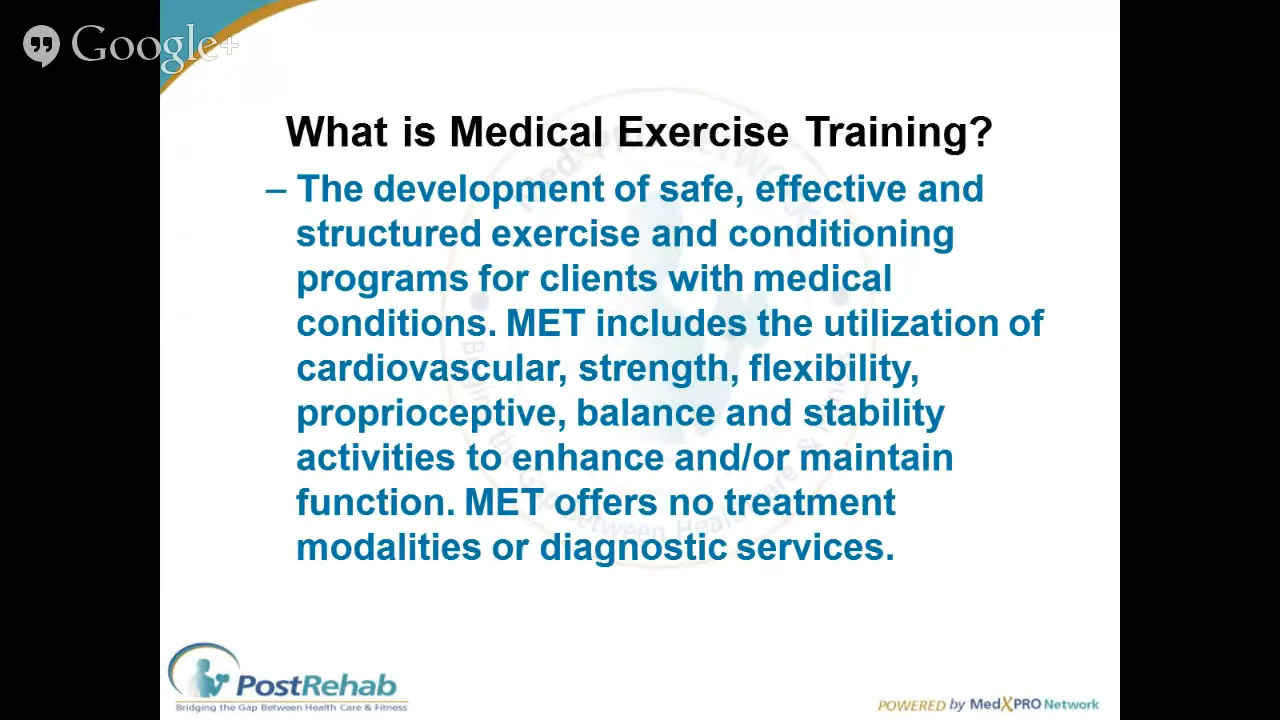 Google+
What is Medical Exercise Training?
– The development of safe, effective and
structured exercise and conditioning
programs for clients with medical
conditions. MET includes the utilization of
cardiovascular, strength, flexibility,
proprioceptive, balance and stability
activities to enhance and/or maintain
function. MET offers no treatment
modalities or diagnostic services.
PostRehab
Bridging the Gap Between Health Care & Fitness
POWERED by MedXPRO Network